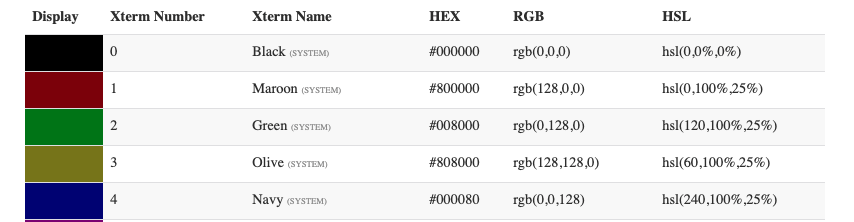 Display Xterm Number Xterm Name HEX RGB HSL
0 Black (SYSTEM) #000000 rgb(0,0,0) hsl(0,0%,0%)
1 Maroon (SYSTEM) #800000 rgb(128,0,0) hsl(0,100%,25%)
2 Green (SYSTEM) #008000 rgb(0,128,0) hsl(120,100%,25%)
3 Olive (SYSTEM) #808000 rgb(128,128,0) hsl(60,100%,25%)
4 Navy (SYSTEM) #000080 rgb(0,0,128) hsl(240,100%,25%)